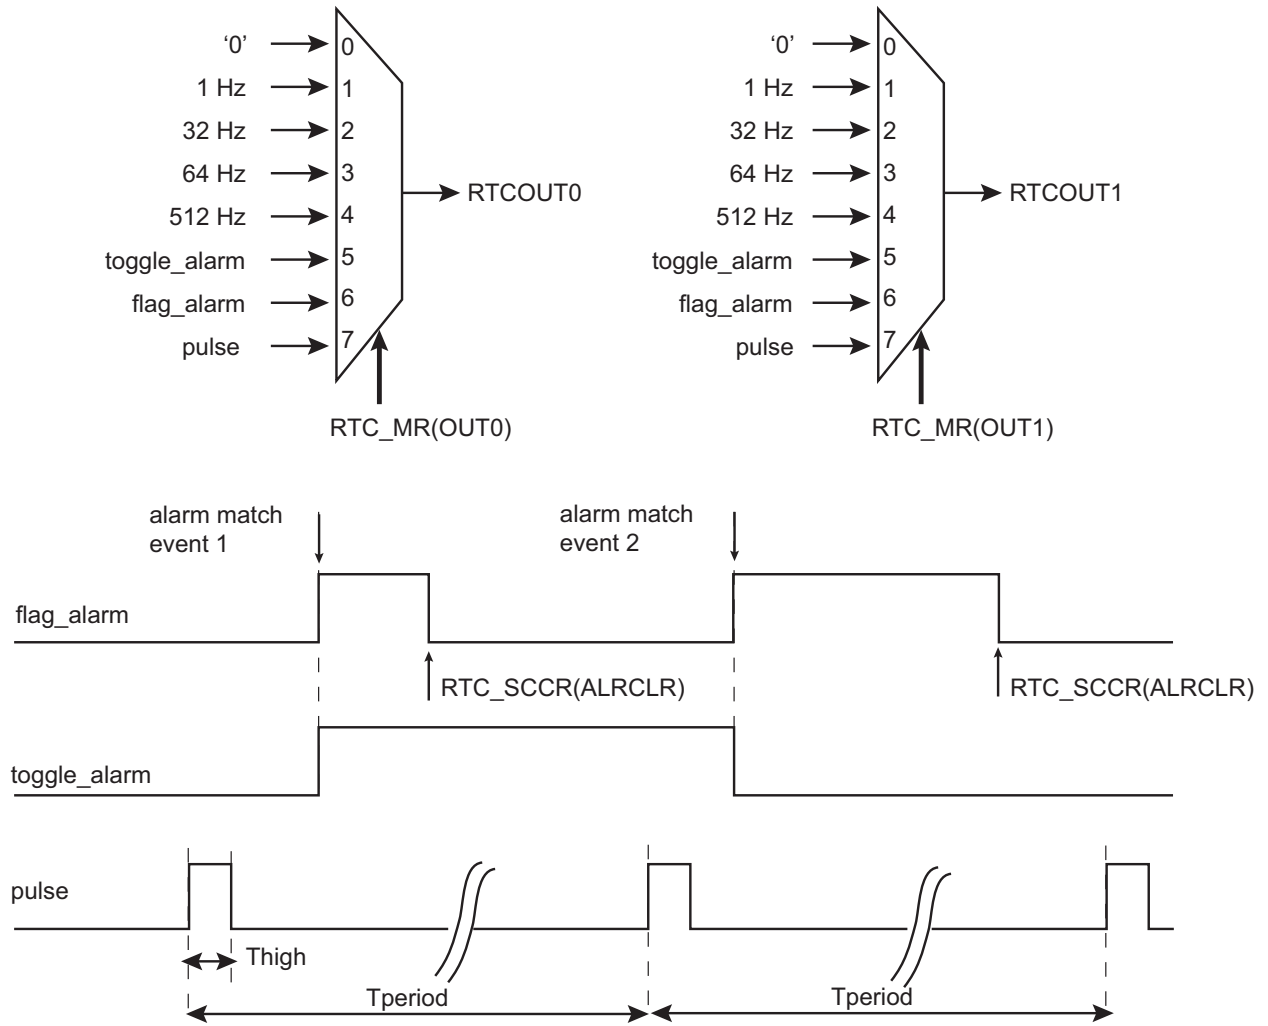 ‘0’
0
1 Hz
1
32 Hz
2
64 Hz
3
512 Hz
4
toggle_alarm
5
flag_alarm
6
pulse
7
RTCOUT0
RTC_MR(OUT0)
‘0’
0
1 Hz
1
32 Hz
2
64 Hz
3
512 Hz
4
toggle_alarm
5
flag_alarm
6
pulse
7
RTCOUT1
RTC_MR(OUT1)
alarm match
event 1
alarm match
event 2
flag_alarm
RTC_SCCR(ALRCLR)
RTC_SCCR(ALRCLR)
toggle_alarm
pulse
Thigh
Tperiod
Tperiod